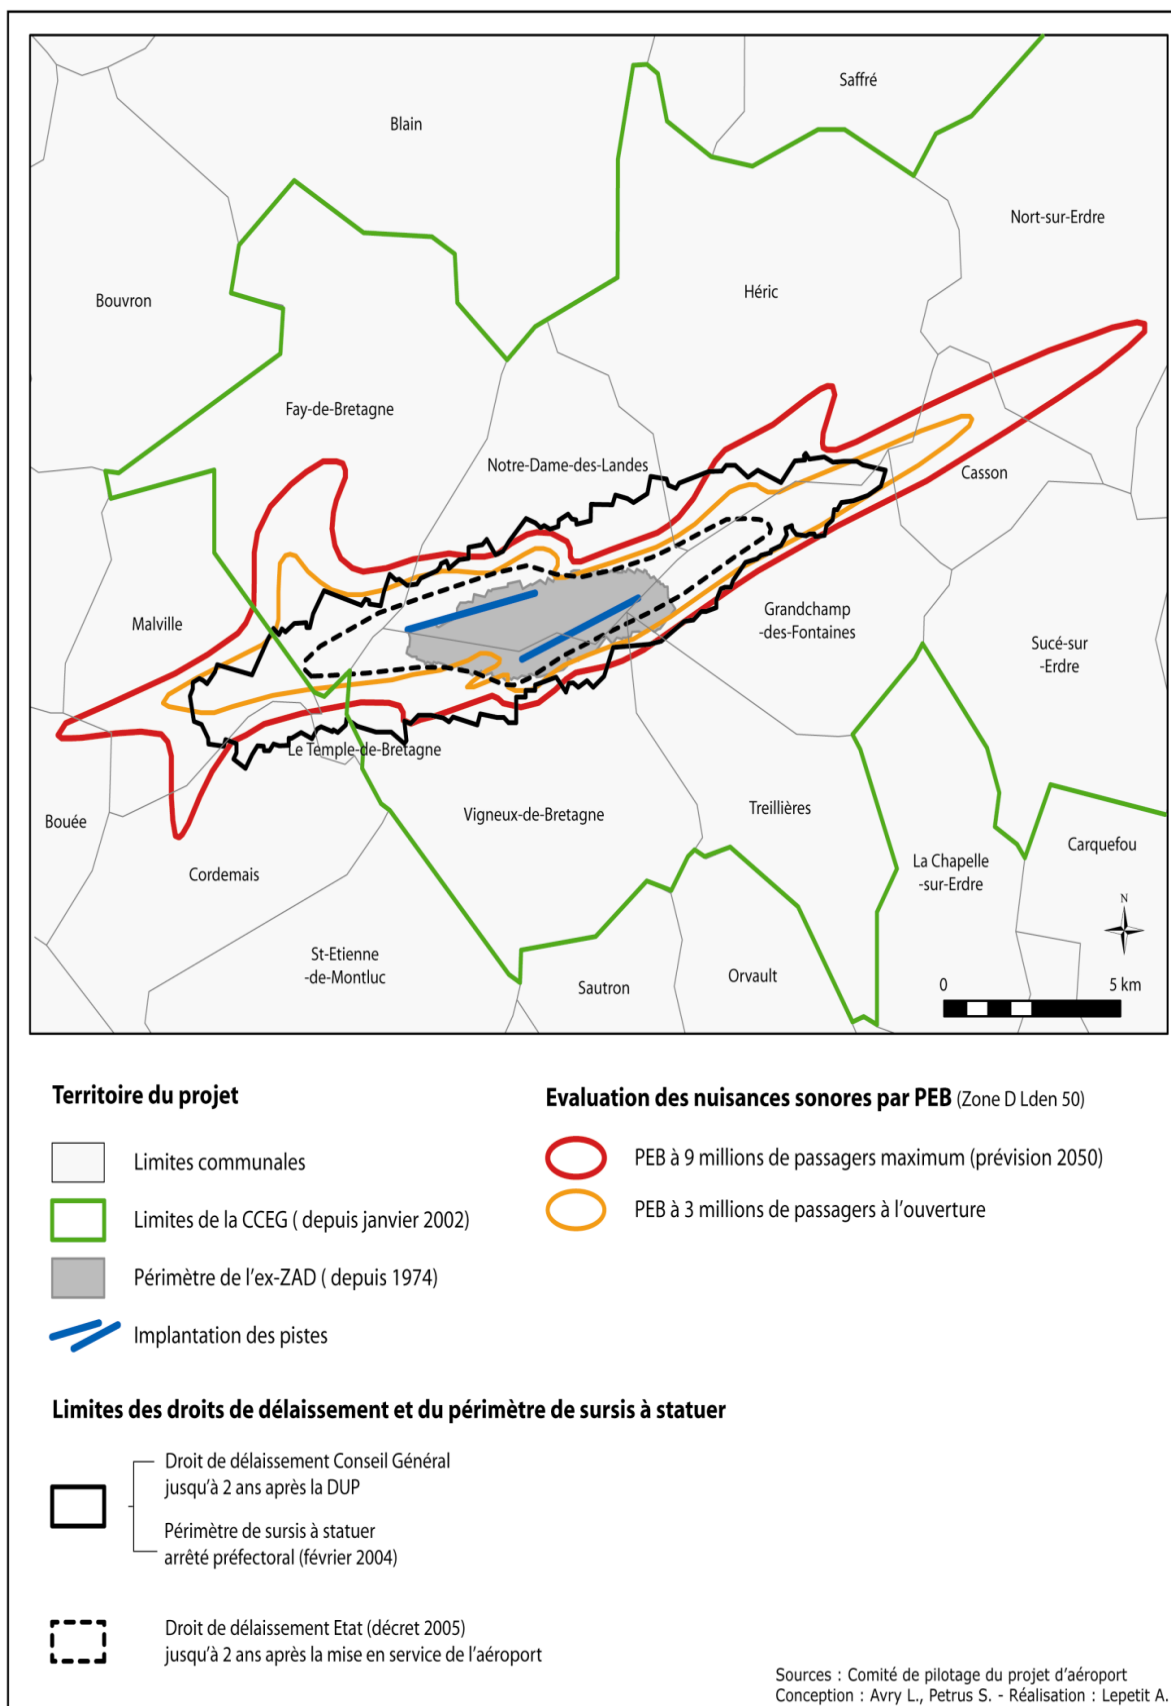 Saffré
Blain
Nort-sur-Erdre
Héric
Bouvron
Fay-de-Bretagne
Notre-Dame-des-Landes
Casson
Malville
Grandchamp
-des-Fontaines
Sucé-sur
-Erdre
Le Temple-de-Bretagne
Vigneux-de-Bretagne
Treillières
Bouée
Carquefou
La Chapelle
-sur-Erdre
Cordemais
N
St-Etienne
-de-Montluc
Orvault
Sautron
0 5 km
Territoire du projet
Limites communales
Limites de la CCEG ( depuis janvier 2002)
Périmètre de l'ex-ZAD ( depuis 1974)
Implantation des pistes
Evaluation des nuisances sonores par PEB (Zone D Lden 50)
PEB à 9 millions de passagers maximum (prévision 2050)
PEB à 3 millions de passagers à l'ouverture
Limites des droits de délaissement et du périmètre de sursis à statuer
Droit de délaissement Conseil Général
jusqu'à 2 ans après la DUP
Périmètre de sursis à statuer
arrêté préfectoral (février 2004)
Droit de délaissement Etat (décret 2005)
jusqu'à 2 ans après la mise en service de l'aéroport
Sources : Comité de pilotage du projet d'aéroport
Conception : Avry L., Petrus S. - Réalisation : Lepetit A.